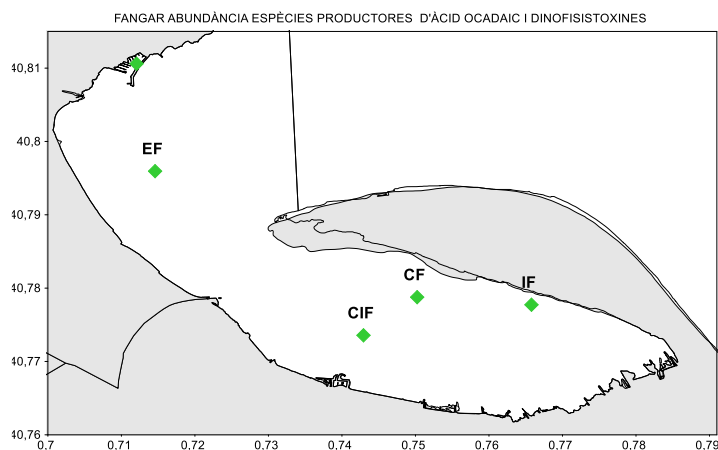 FANGAR ABUNDÀNCIA ESPÈCIES PRODUCTORES D'ÀCID OCADAIC I DINOFISISTOXINES
40,81
40,8
EF
40,79
40,78
CF
IF
CIF
40,77
40,76
0.7 0,71 0,72 0,73 0,74 0,75 0,76 0,77 0,78 0,79